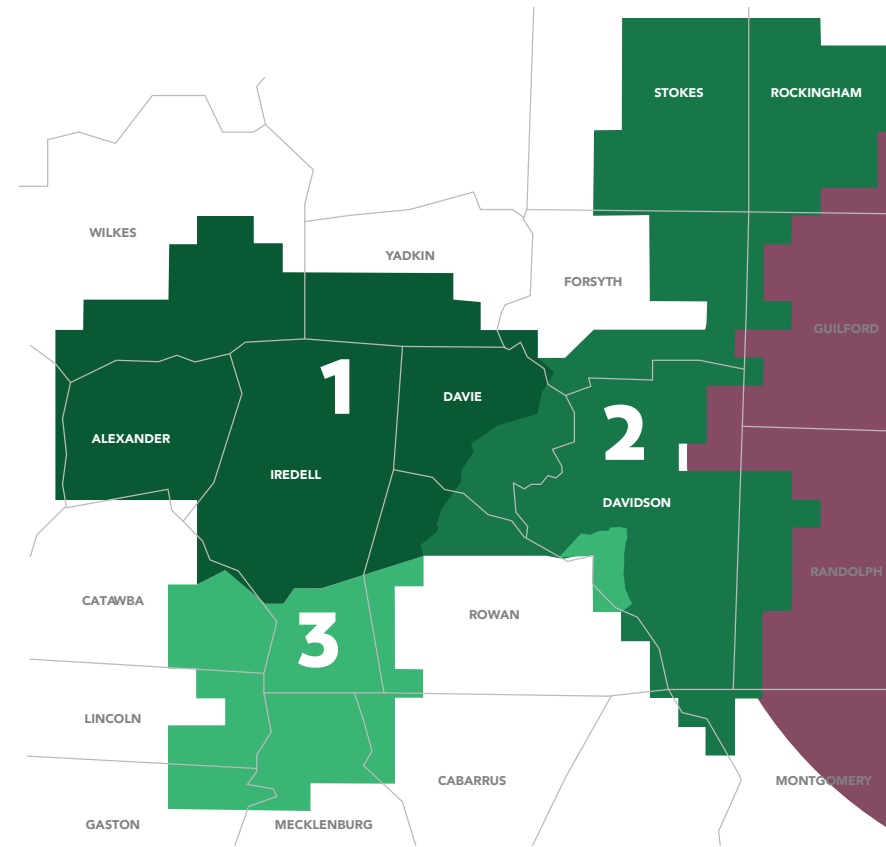 STOKES
ROCKINGHAM
WILKES
YADKIN
FORSYTH
GUILFORD
1
DAVIE
2
ALEXANDER
IREDELL
DAVIDSON
RANDOLPH
CATAWBA
ROWAN
3
LINCOLN
CABARRUS
MONTGOMERY
GASTON
MECKLENBURG